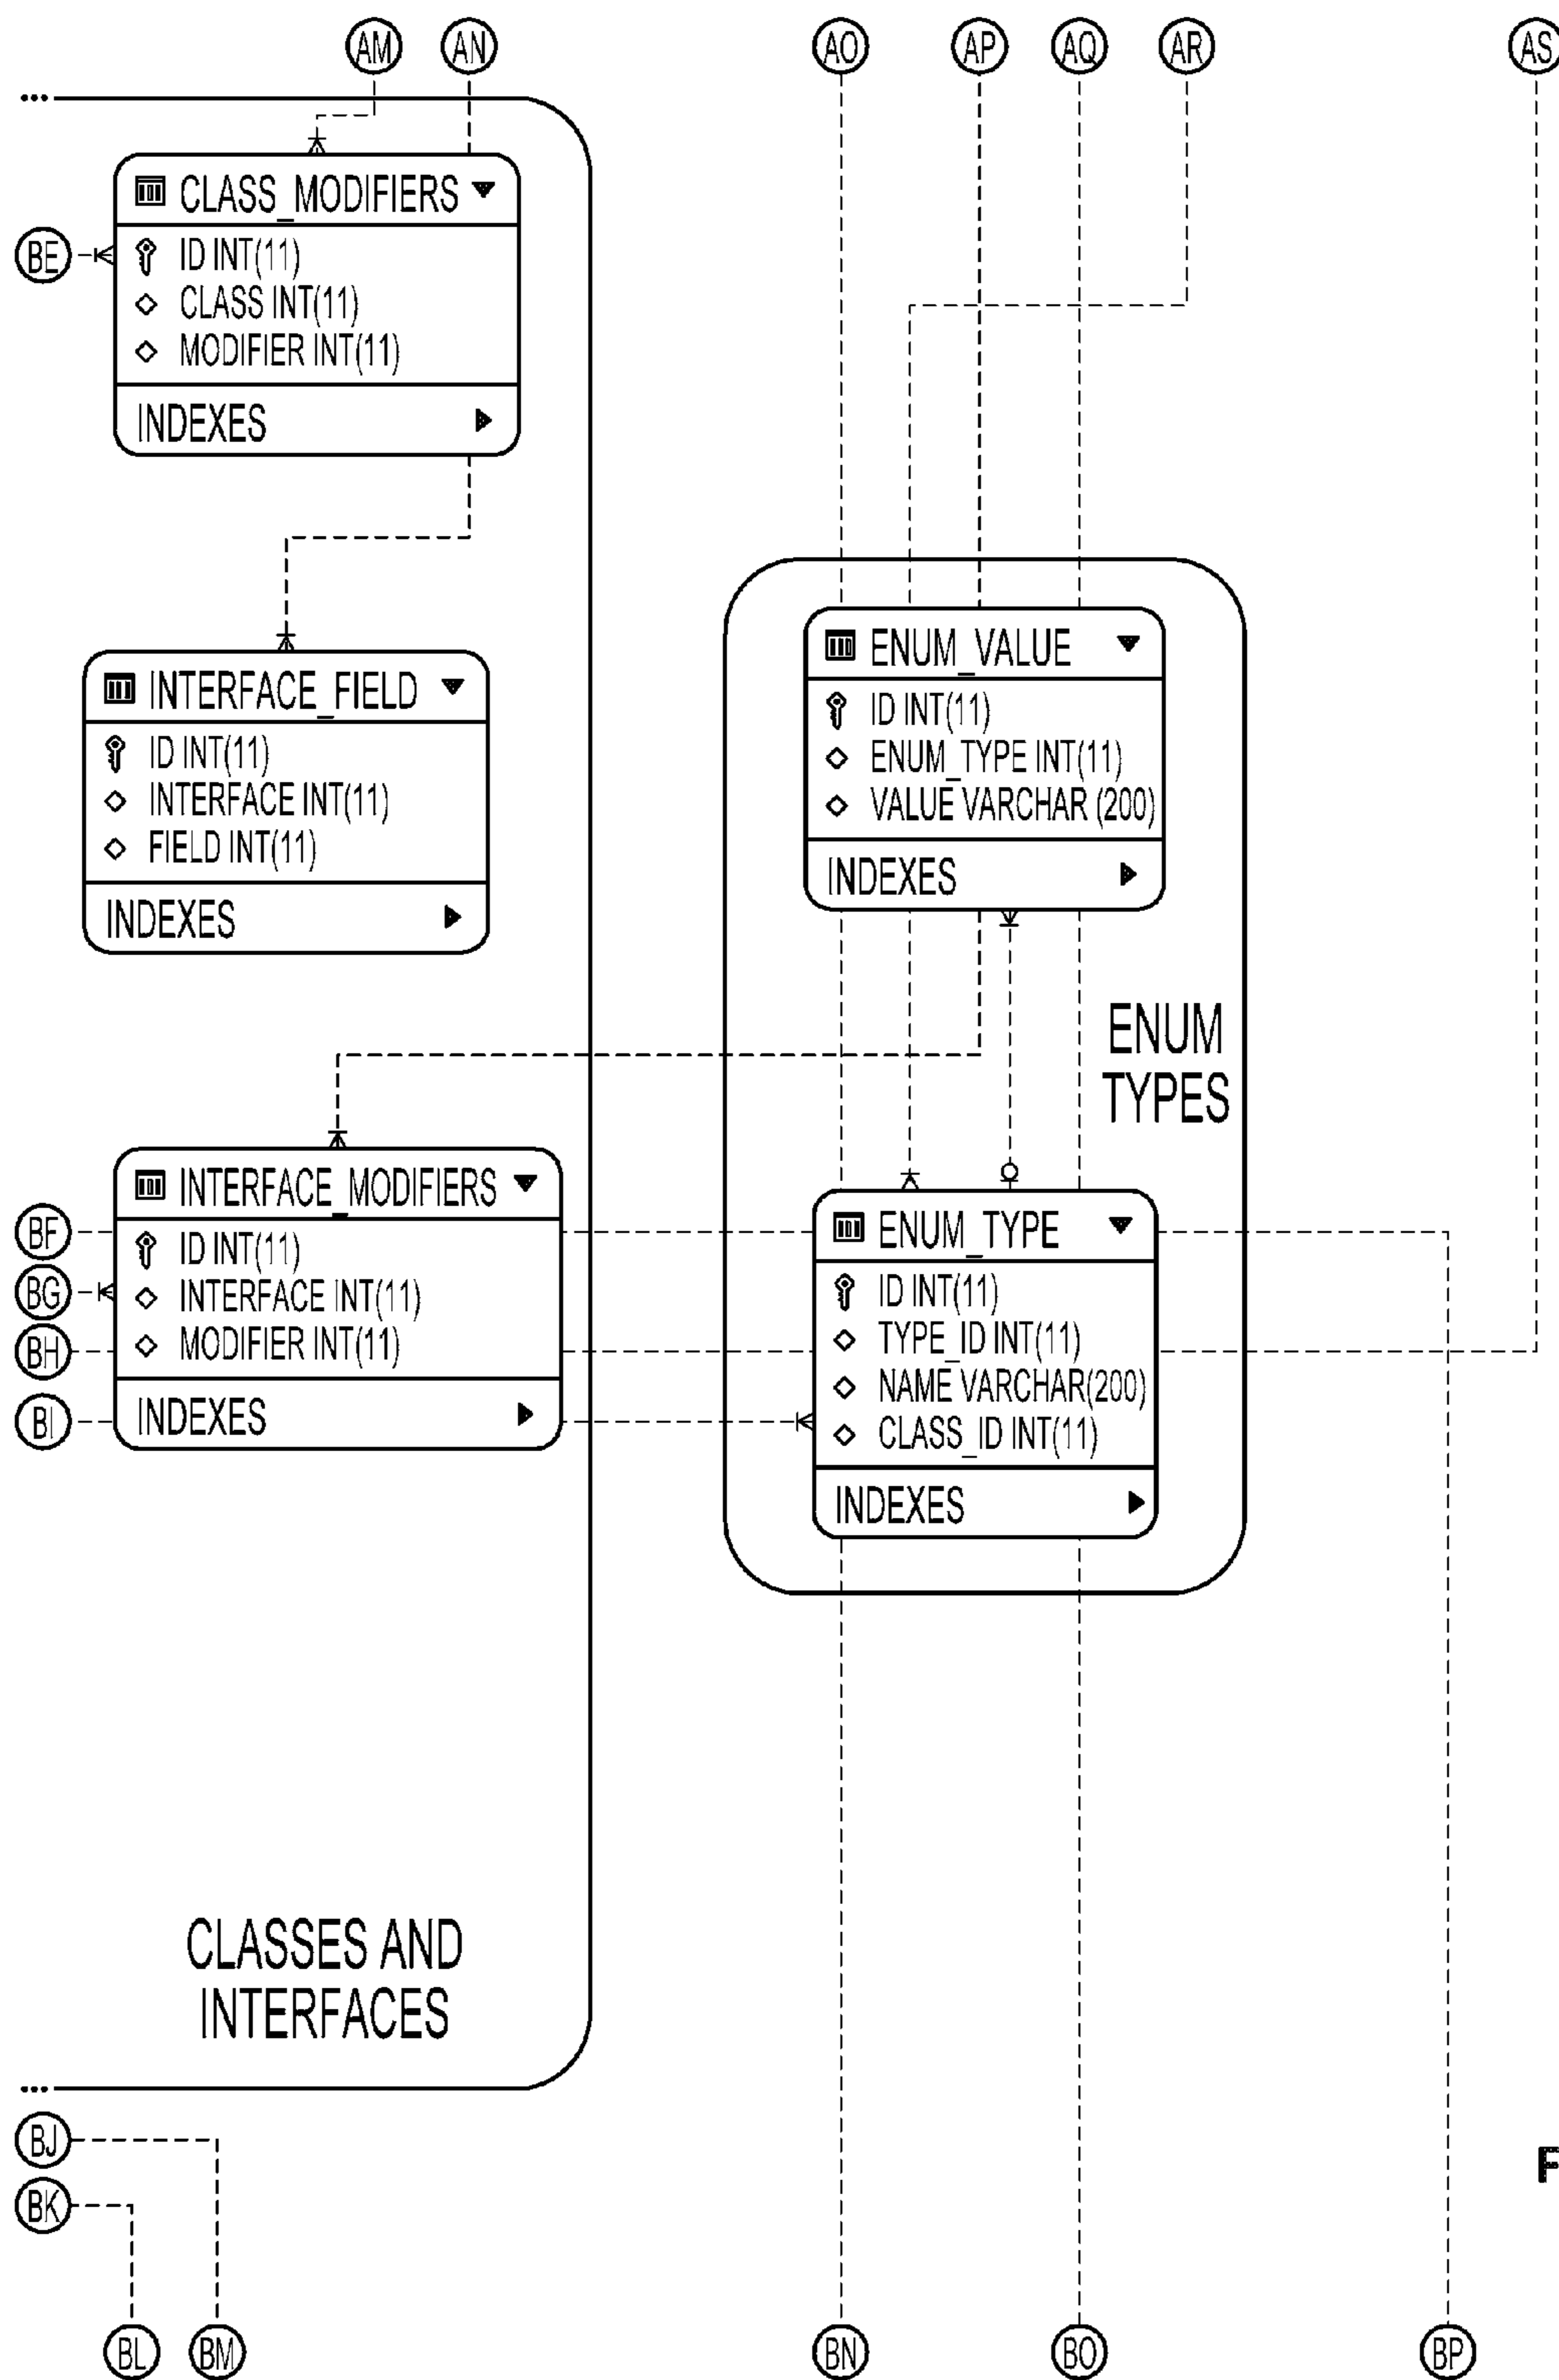 AM AN AO AP AQ AR AS
...
CLASS_MODIFIERS
BE
ID INT(11)
CLASS INT(11)
MODIFIER INT(11)
INDEXES
INTERFACE_FIELD
ID INT(11)
INTERFACE INT(11)
FIELD INT(11)
INDEXES
ENUM_VALUE
ID INT(11)
ENUM_TYPE INT(11)
VALUE VARCHAR (200)
INDEXES
ENUM
TYPES
INTERFACE_MODIFIERS
BF
ID INT(11)
BG
INTERFACE INT(11)
BH
MODIFIER INT(11)
BI
INDEXES
ENUM_TYPE
ID INT(11)
TYPE_ID INT(11)
NAME VARCHAR(200)
CLASS_ID INT(11)
INDEXES
CLASSES AND
INTERFACES
...
BJ
F
BK
BL BM BN BO BP